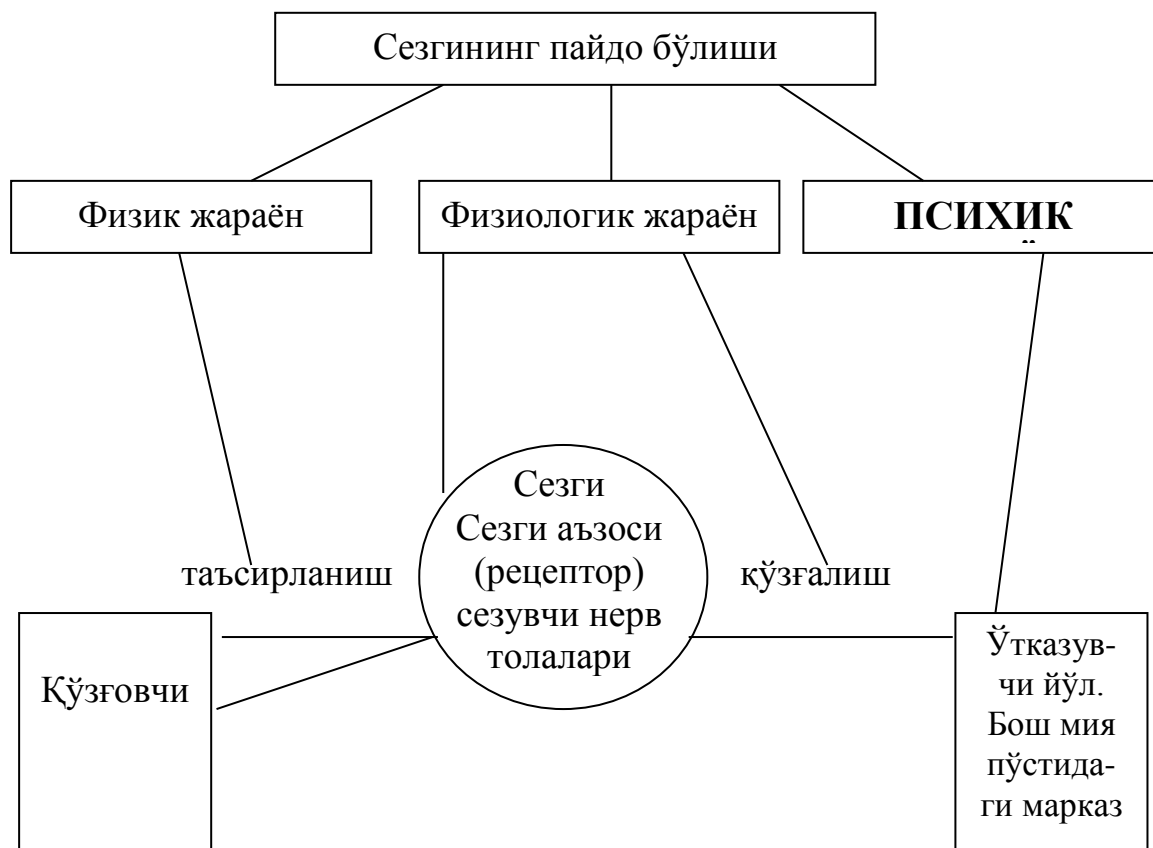 Сезгининг пайдо бўлиши
Физик жараён
Физиологик жараён
ПСИХИК
Сезги
Сезги аъзоси
(рецептор)
сезувчи нерв
толалари
таъсирланиш
қўзғалиш
Қўзғовчи
Ўтказув-
чи йўл.
Бош мия
пўстида-
ги марказ